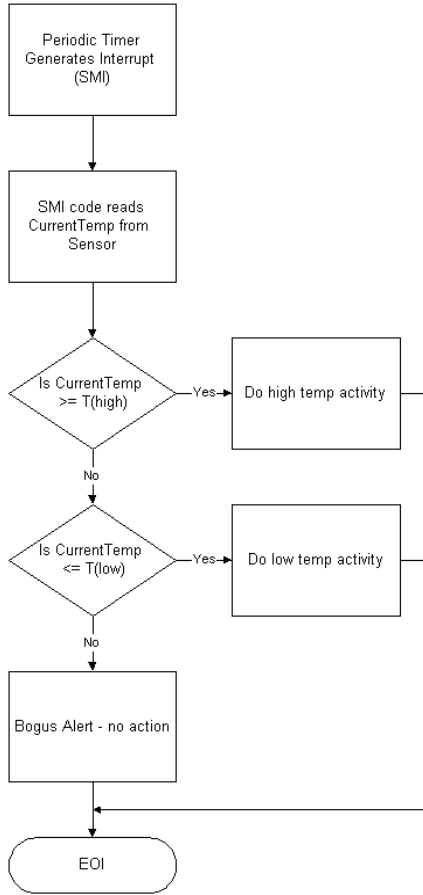 Periodic Timer
Generates Interrupt
(SMI)
SMI code reads
CurrentTemp from
Sensor
Is CurrentTemp
>= T(high)
Yes
Do high temp activity
No
Is CurrentTemp
<= T(low)
Yes
Do low temp activity
No
Bogus Alert - no action
EOI